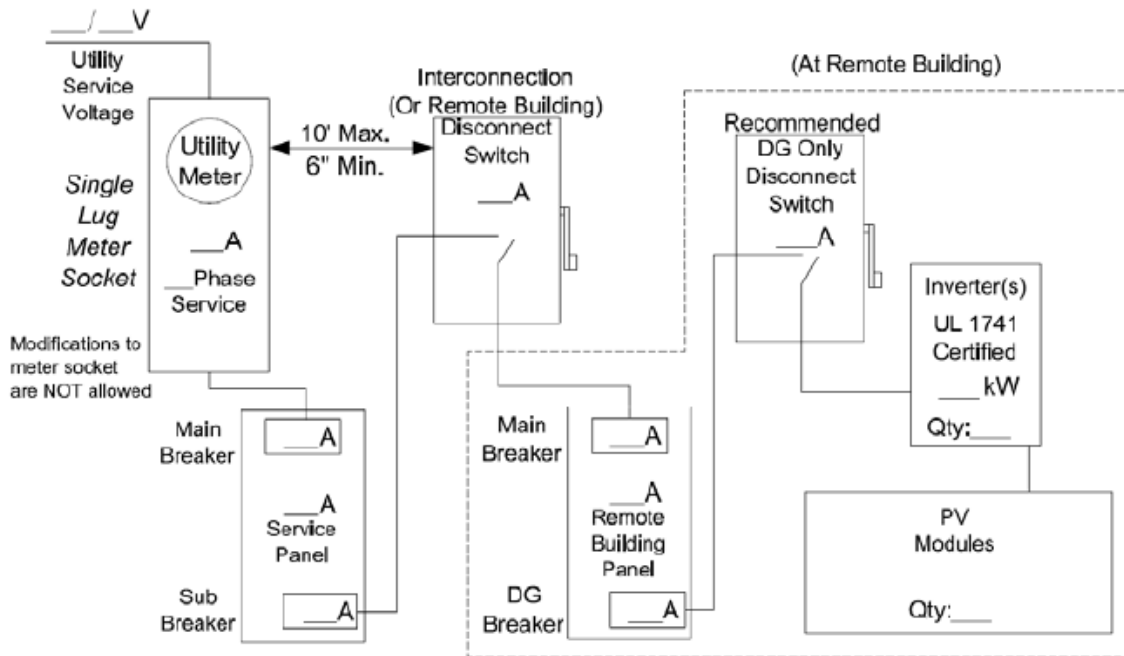 ___/___V
Utility
Service
Voltage
Utility
Meter
Single
Lug
Meter
Socket
___A
__Phase
Service
Modifications to
meter socket
are NOT allowed
10' Max.
6" Min.
Interconnection
(Or Remote Building)
Disconnect
Switch
___A
(At Remote Building)
Recommended
DG Only
Disconnect
Switch
___A
Inverter(s)
UL 1741
Certified
___kW
Qty:___
PV
Modules
Qty:___
Main
Breaker
___A
___A
Service
Panel
Sub
Breaker
___A
Main
Breaker
___A
___A
Remote
Building
Panel
DG
Breaker
___A